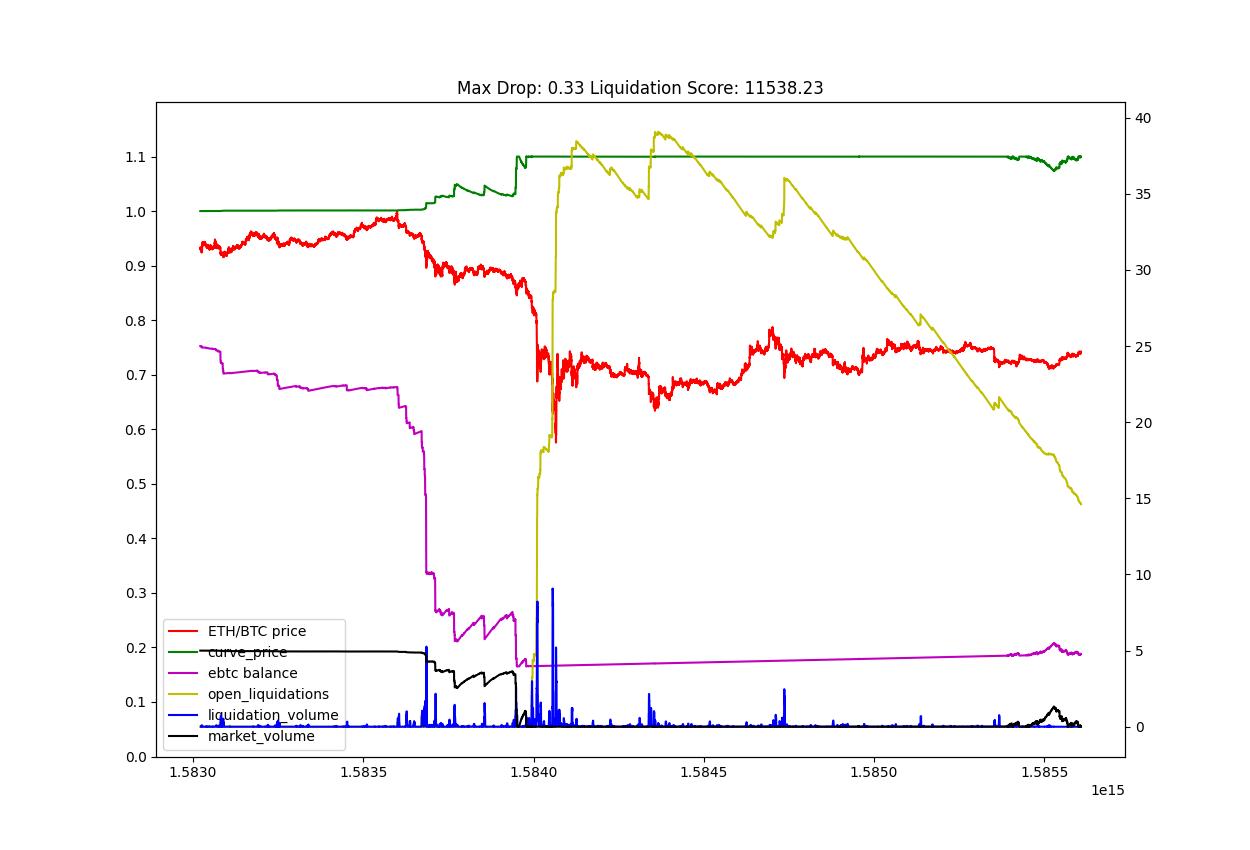 Max Drop: 0.33 Liquidation Score: 11538.23
1.1
1.0
0.9
0.8
0.7
0.6
0.5
0.4
0.3
0.2
0.1
0.0
40
35
30
25
20
15
10
5
0
ETH/BTC price
curve_price
ebtc balance
open_liquidations
liquidation_volume
market_volume
1.5830 1.5835 1.5840 1.5845 1.5850 1.5855
1e15